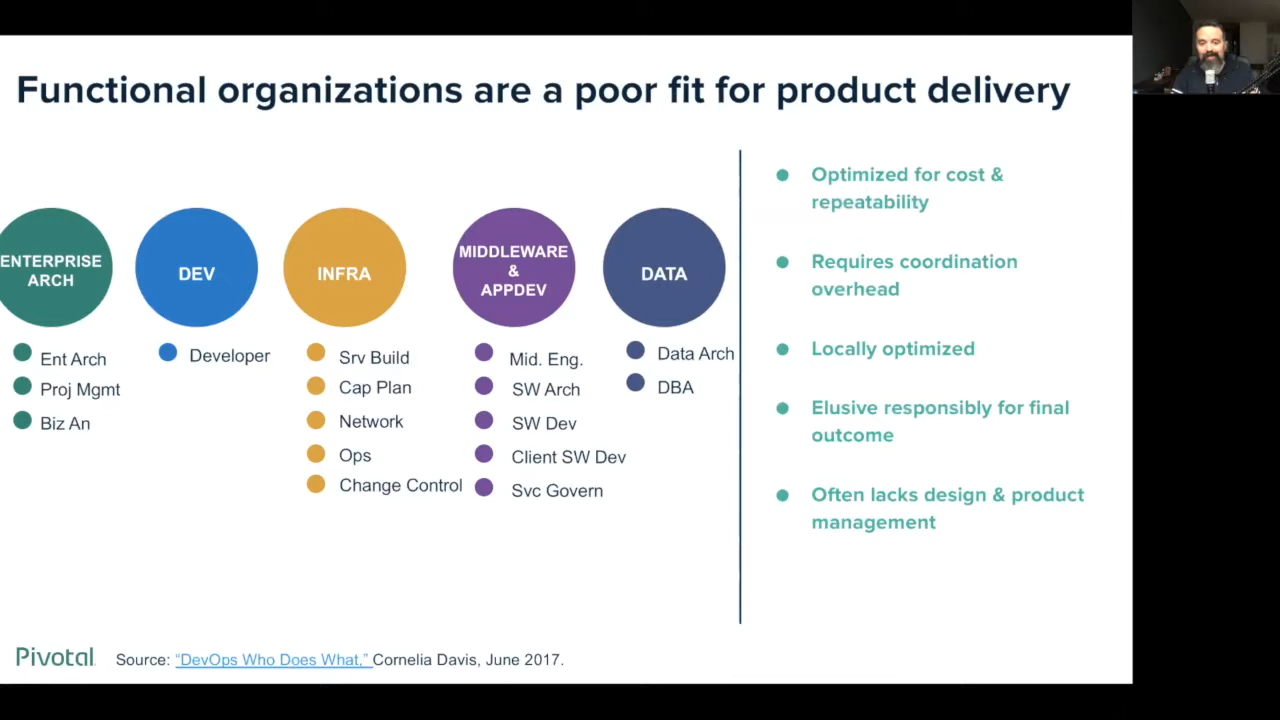 Functional organizations are a poor fit for product delivery
ENTERPRISE
ARCH
DEV
INFRA
MIDDLEWARE
&
APPDEV
DATA
Ent Arch
Proj Mgmt
Biz An
Developer
Srv Build
Cap Plan
Network
Ops
Change Control
Mid. Eng.
SW Arch
SW Dev
Client SW Dev
Svc Govern
Data Arch
DBA
Optimized for cost &
repeatability
Requires coordination
overhead
Locally optimized
Elusive responsibly for final
outcome
Often lacks design & product
management
Pivotal
Source: “DevOps Who Does What,” Cornelia Davis, June 2017.